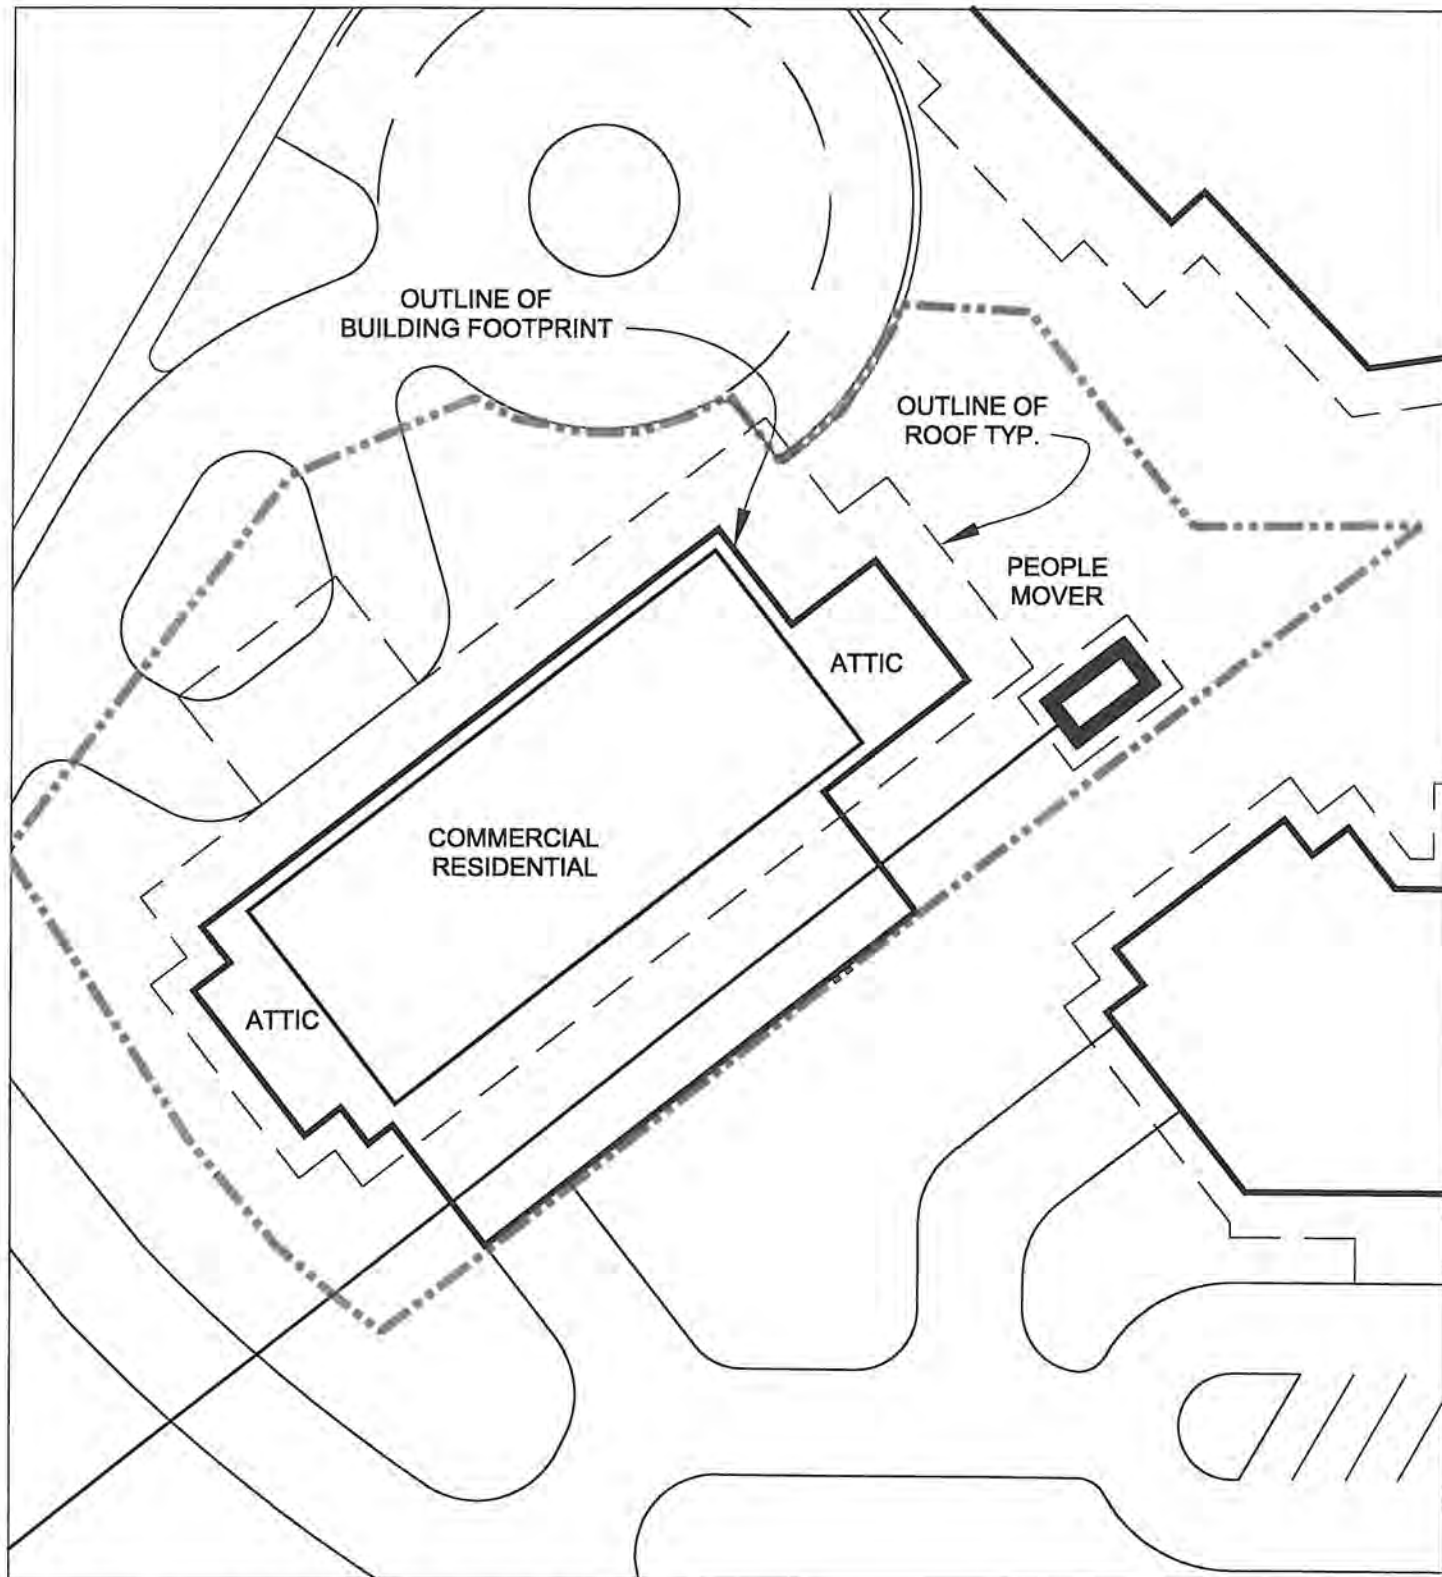 OUTLINE OF
BUILDING FOOTPRINT
OUTLINE OF
ROOF TYP.
PEOPLE
MOVER
ATTIC
COMMERCIAL
RESIDENTIAL
ATTIC